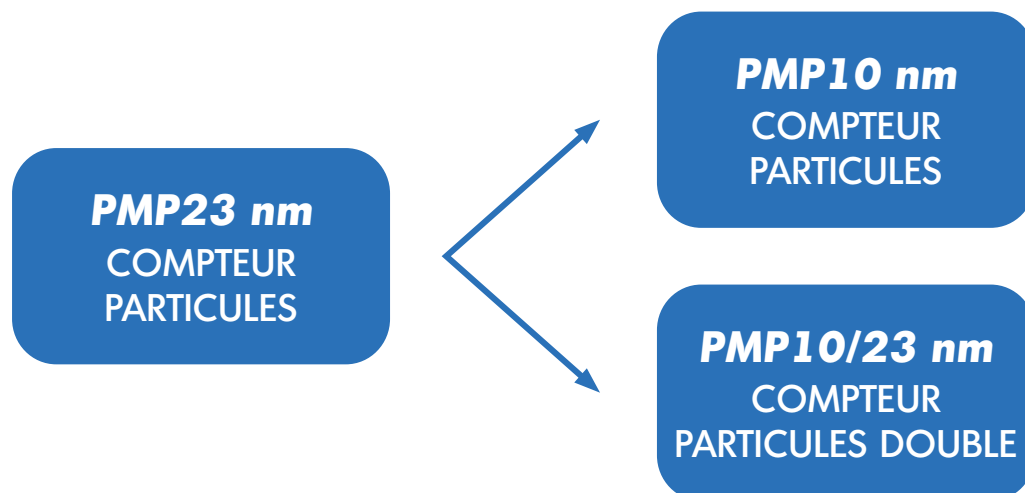 PMP23 nm
COMPTEUR
PARTICULES
PMP10 nm
COMPTEUR
PARTICULES
PMP10/23 nm
COMPTEUR
PARTICULES DOUBLE